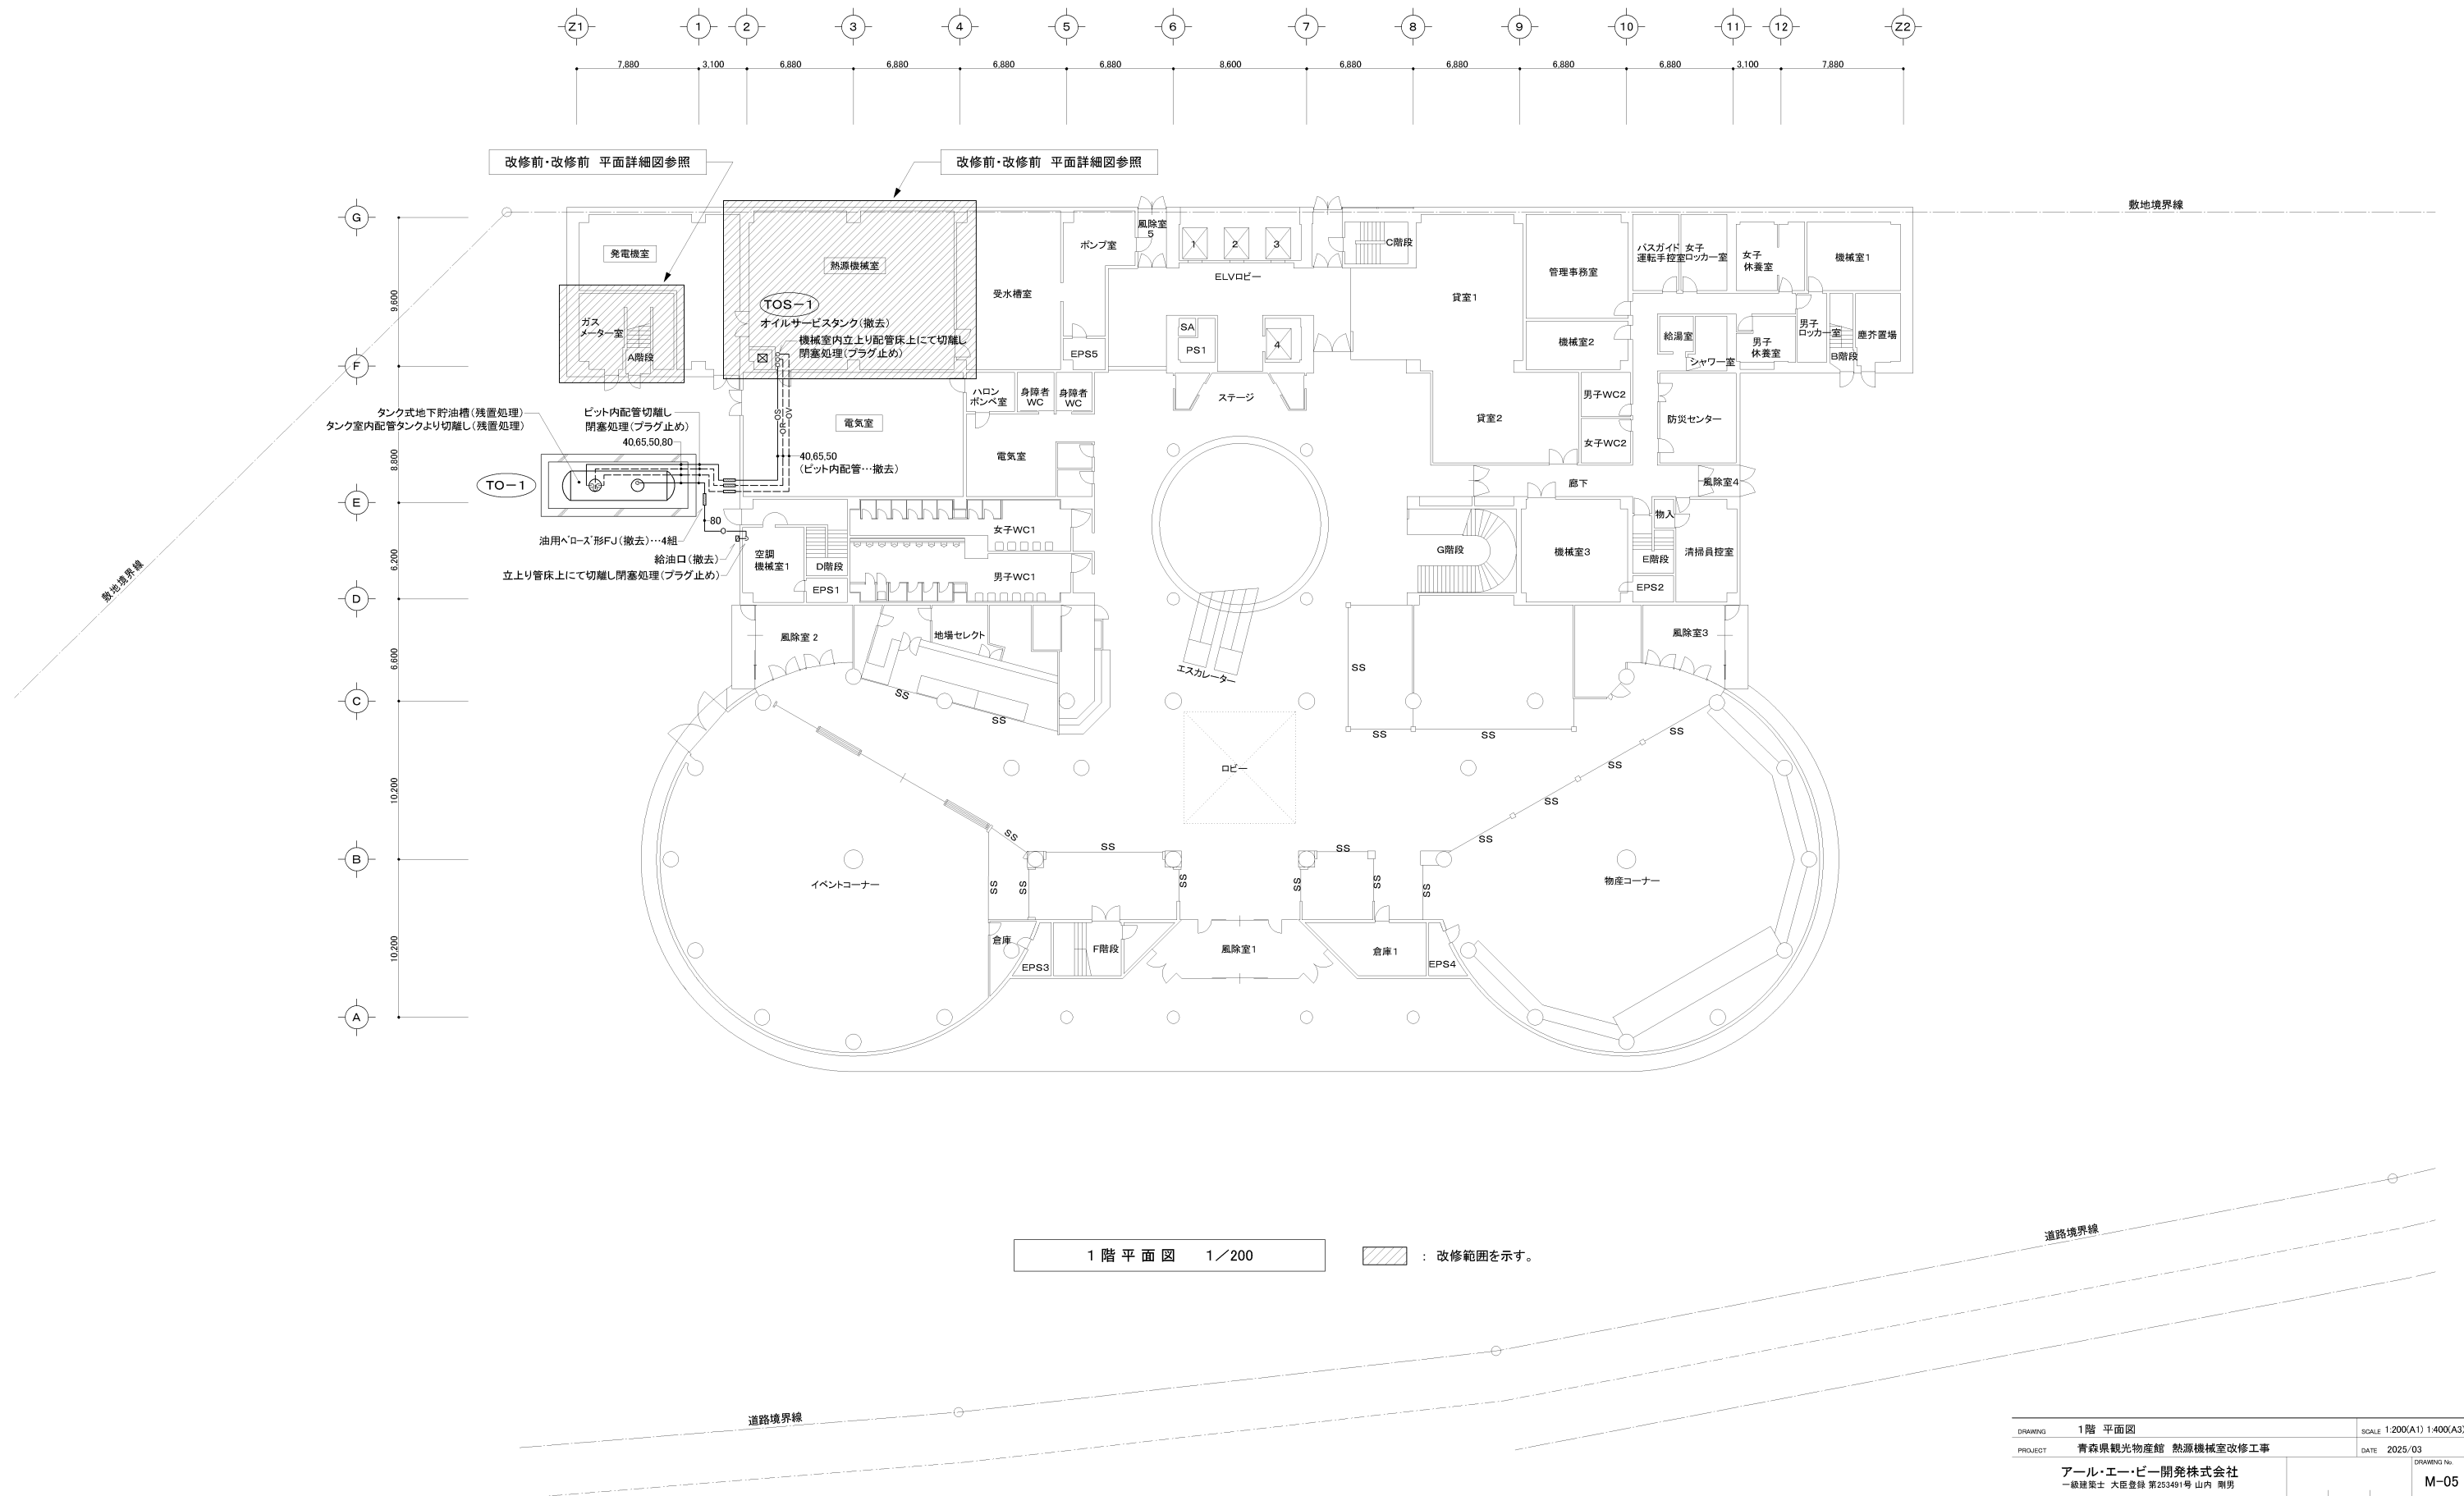 Z1 1 2 3 4 5 6 7 8 9 10 11 12 Z2
7,880 3,100 6,880 6,880 6,880 6,880 8,600 6,880 6,880 6,880 6,880 3,100 7,880
改修前・改修前 平面詳細図参照
改修前・改修前 平面詳細図参照
敷地境界線
G
F
E
D
C
B
A
9,600
8,800
6,200
6,600
10,200
10,200
敷地境界線
発電機室
熱源機械室
TOS-1
オイルサービスタンク(撤去)
機械室内立上り配管床上にて切離し
閉塞処理(プラグ止め)
ガス
メーター室
A階段
受水槽室
ポンプ室
EPS5
風除室
5
1
2
3
ELVロビー
SA
PS1
4
C階段
貸室1
管理事務室
機械室2
バスガイド
運転手控室
女子
ロッカー室
女子
休養室
機械室1
給湯室
シャワー室
男子
休養室
男子
ロッカー室
B階段
塵芥置場
タンク式地下貯油槽(残置処理)
タンク室内配管タンクより切離し(残置処理)
ピット内配管切離し
閉塞処理(プラグ止め)
40,65,50,80
TO-1
OS
OR
OV
電気室
40,65,50
(ピット内配管…撤去)
ハロン
ボンベ室
身障者
WC
身障者
WC
電気室
ステージ
貸室2
男子WC2
女子WC2
防災センター
廊下
風除室4
80
油用ベローズ形FJ(撤去)…4組
給油口(撤去)
立上り管床上にて切離し閉塞処理(プラグ止め)
空調
機械室1
D階段
EPS1
女子WC1
男子WC1
G階段
機械室3
物入
E階段
EPS2
清掃員控室
風除室2
地場セレクト
エスカレーター
風除室3
SS
SS
SS
SS
SS
SS
ロビー
SS
SS
SS
SS
SS
SS
イベントコーナー
物産コーナー
SS
SS
SS
SS
SS
SS
倉庫
EPS3
F階段
風除室1
倉庫1
EPS4
1階平面図 1/200
: 改修範囲を示す。
道路境界線
道路境界線
DRAWING 1階 平面図 SCALE 1:200(A1) 1:400(A3)
PROJECT 青森県観光物産館 熱源機械室改修工事 DATE 2025/03
アール・エー・ビー開発株式会社
一級建築士 大臣登録 第253491号 山内 剛男
DRAWING No
M-05